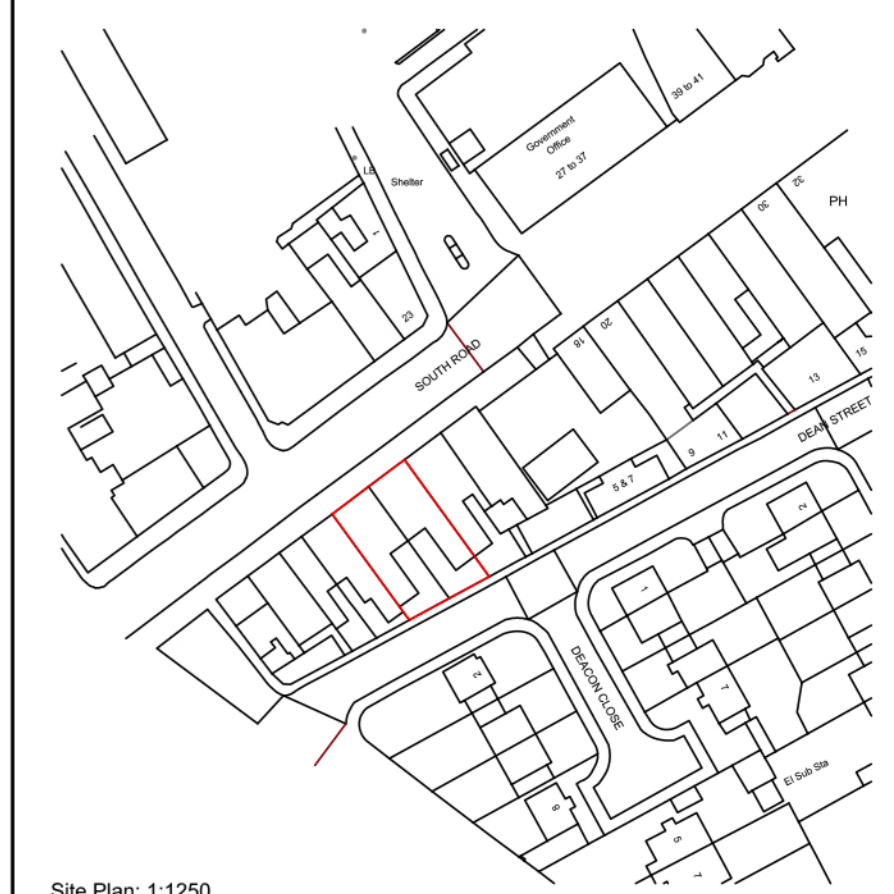 39 to 41
Government
Office
27 to 37
LB
Shelter
1
32
30
PH
23
20
18
SOUTH ROAD
15
13
DEAN STREET
11
9
5 & 7
2
1
DEACON CLOSE
2
7
El Sub Sta
8
5
7
Site Plan: 1:1250